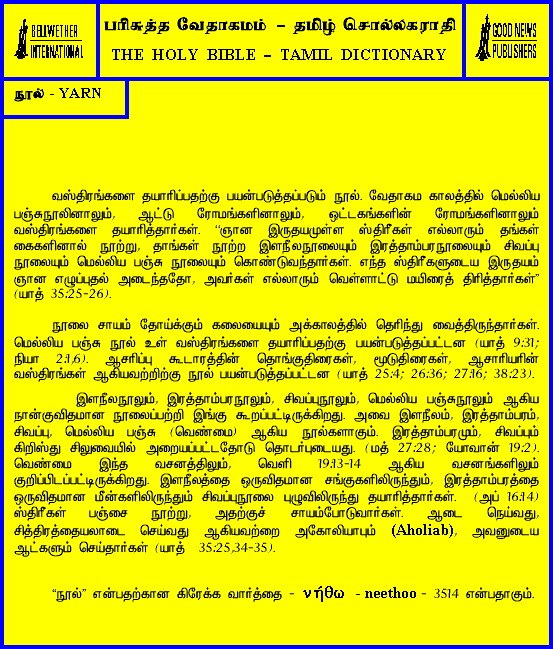 BELLWETHER
INTERNATIONAL
பரிசுத்த வேதாகமம் – தமிழ் சொல்லகராதி
THE HOLY BIBLE – TAMIL DICTIONARY
GOOD NEWS
PUBLISHERS
நூல் - YARN
வஸ்திரங்களை தயாரிப்பதற்கு பயன்படுத்தப்படும் நூல். வேதாகம காலத்தில் மெல்லிய
பஞ்சுநூலினாலும், ஆட்டு ரோமங்களினாலும், ஒட்டகங்களின் ரோமங்களினாலும்
வஸ்திரங்களை தயாரித்தார்கள். “ஞான இருதயமுள்ள ஸ்திரீகள் எல்லாரும் தங்கள்
கைகளினால் நூற்று, தாங்கள் நூற்ற இளநீலநூலையும் இரத்தாம்பரநூலையும் சிவப்பு
நூலையும் மெல்லிய பஞ்சு நூலையும் கொண்டுவந்தார்கள். எந்த ஸ்திரீகளுடைய இருதயம்
ஞான எழுப்புதல் அடைந்ததோ, அவர்கள் எல்லாரும் வெள்ளாட்டு மயிரைத் திரித்தார்கள்”
(யாத் 35:25-26).
நூலை சாயம் தோய்க்கும் கலையையும் அக்காலத்தில் தெரிந்து வைத்திருந்தார்கள்.
மெல்லிய பஞ்சு நூல் உள் வஸ்திரங்களை தயாரிப்பதற்கு பயன்படுத்தப்பட்டன (யாத் 9:31;
நியா 2:1,6). ஆசரிப்பு கூடாரத்தின் தொங்குதிரைகள், மூடுதிரைகள், ஆசாரியரின்
வஸ்திரங்கள் ஆகியவற்றிற்கு நூல் பயன்படுத்தப்பட்டன (யாத் 25:4; 26:36; 27:16; 38:23).
இளநீலநூலும், இரத்தாம்பரநூலும், சிவப்புநூலும், மெல்லிய பஞ்சுநூலும் ஆகிய
நான்குவிதமான நூலைப்பற்றி இங்கு கூறப்பட்டிருக்கிறது. அவை இளநீலம், இரத்தாம்பரம்,
சிவப்பு, மெல்லிய பஞ்சு (வெண்மை) ஆகிய நூல்களாகும். இரத்தாம்பரமும், சிவப்பும்
கிறிஸ்து சிலுவையில் அறையப்பட்டதோடு தொடர்புடையது. (மத் 27:28; யோவான் 19:2).
வெண்மை இந்த வசனத்திலும், வெளி 19:13-14 ஆகிய வசனங்களிலும்
குறிப்பிடப்பட்டிருக்கிறது. இளநீலத்தை ஒருவிதமான சங்குகளிலிருந்தும், இரத்தாம்பரத்தை
ஒருவிதமான மீன்களிலிருந்தும் சிவப்புநூலை புழுவிலிருந்து தயாரித்தார்கள். (அப் 16:14)
ஸ்திரீகள் பஞ்சை நூற்று, அதற்குச் சாயம்போடுவார்கள். ஆடை நெய்வது,
சித்திரத்தையலாடை செய்வது ஆகியவற்றை அகோலியாபும் (Aholiab), அவனுடைய
ஆட்களும் செய்தார்கள் (யாத் 35:25,34-35).
“நூல்” என்பதற்கான கிரேக்க வார்த்தை - νήθω - neethoo - 3514 என்பதாகும்.